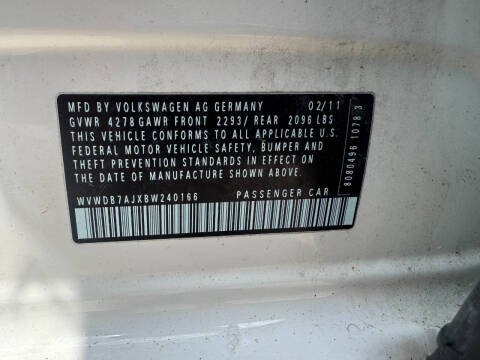 MFD BY VOLKSWAGEN AG GERMANY 02/11
GVWR 4278 GAWR FRONT 2293/ REAR 2096 LBS
THIS VEHICLE CONFORMS TO ALL APPLICABLE U.S.
FEDERAL MOTOR VEHICLE SAFETY, BUMPER AND
THEFT PREVENTION STANDARDS IN EFFECT ON
THE DATE OF MANUFACTURE SHOWN ABOVE.
WVWDB7AJXBW240166 PASSENGER CAR
8080496 1078 3